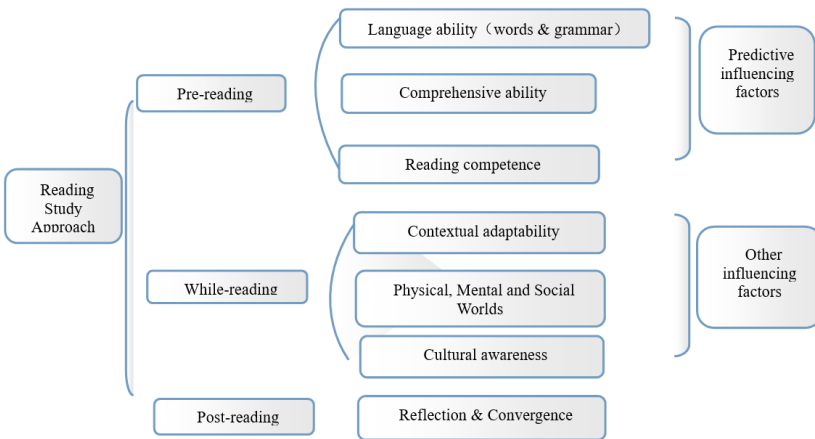 Language ability（words & grammar）
Predictive
influencing
factors
Pre-reading
Comprehensive ability
Reading competence
Reading
Study
Approach
Contextual adaptability
Other
influencing
factors
While-reading
Physical, Mental and Social
Worlds
Cultural awareness
Post-reading
Reflection & Convergence